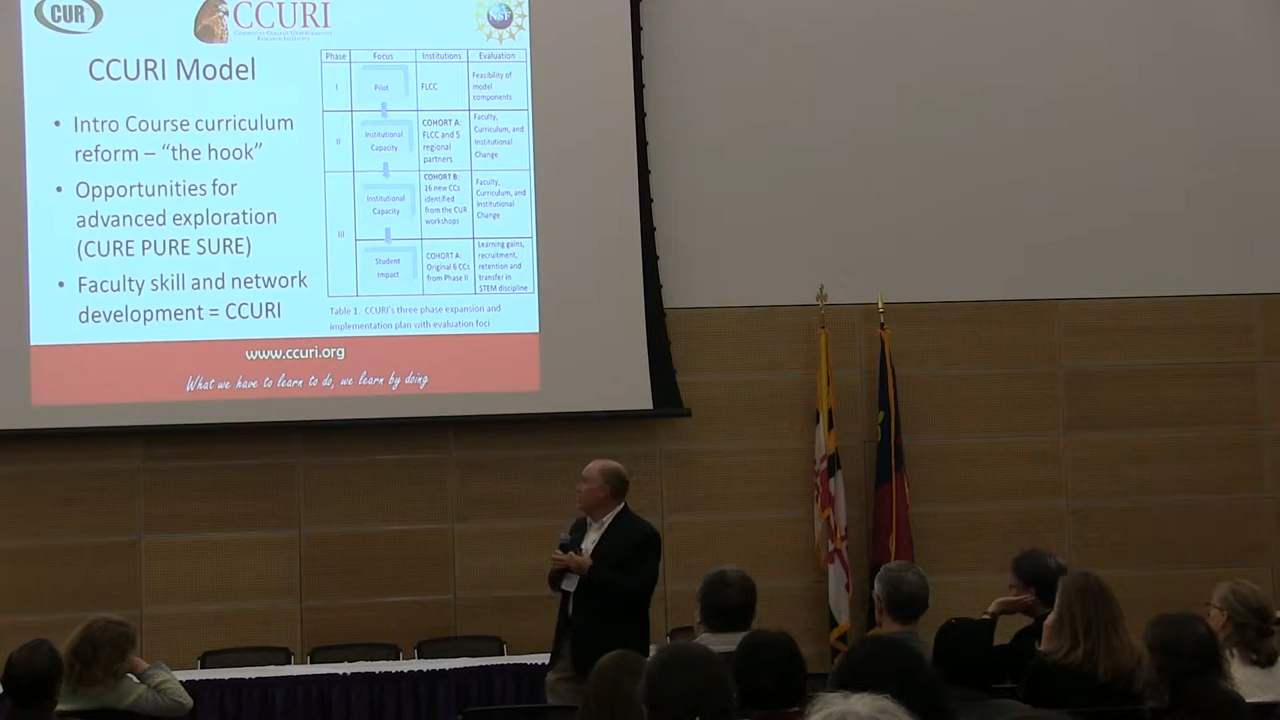 CUR
CCURI
COMMUNITY COLLEGE UNDERGRADUATE
RESEARCH INITIATIVE
NSF
CCURI Model
• Intro Course curriculum
reform – “the hook”
• Opportunities for
advanced exploration
(CURE PURE SURE)
• Faculty skill and network
development = CCURI
Phase Focus Institutions Evaluation
I
Pilot
FLCC
Feasibility of
model
components
II
Institutional
Capacity
COHORT A:
FLCC and 5
regional
partners
Faculty,
Curriculum, and
Institutional
Change
III
Institutional
Capacity
COHORT B:
16 new CCs
identified
from the CUR
workshops
Faculty,
Curriculum, and
Institutional
Change
Student
Impact
COHORT A:
Original 6 CCs
from Phase II
Learning gains,
recruitment,
retention and
transfer in
STEM discipline
Table 1. CCURI's three phase expansion and
implementation plan with evaluation foci
www.ccuri.org
What we have to learn to do, we learn by doing